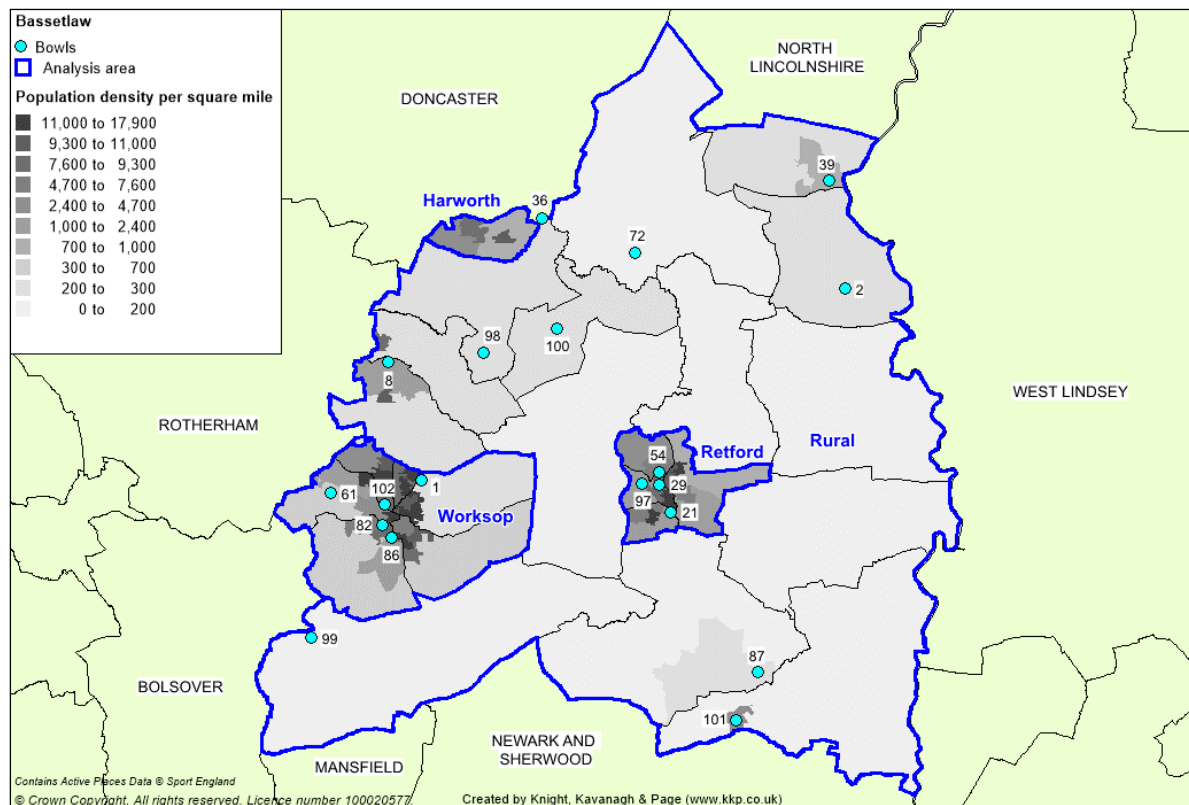 Bassetlaw
Bowls
Analysis area
Population density per square mile
11,000 to 17,900
9,300 to 11,000
7,600 to 9,300
4,700 to 7,600
2,400 to 4,700
1,000 to 2,400
700 to 1,000
300 to 700
200 to 300
0 to 200
NORTH
LINCOLNSHIRE
DONCASTER
39
Harworth
36
72
2
98
100
8
WEST LINDSEY
ROTHERHAM
Retford
Rural
54
61
102
1
29
97
21
Worksop
82
86
99
87
BOLSOVER
101
NEWARK AND
SHERWOOD
MANSFIELD
Contains Active Places Data © Sport England
© Crown Copyright. All rights reserved. Licence number 100020577.
Created by Knight, Kavanagh & Page (www.kkp.co.uk)